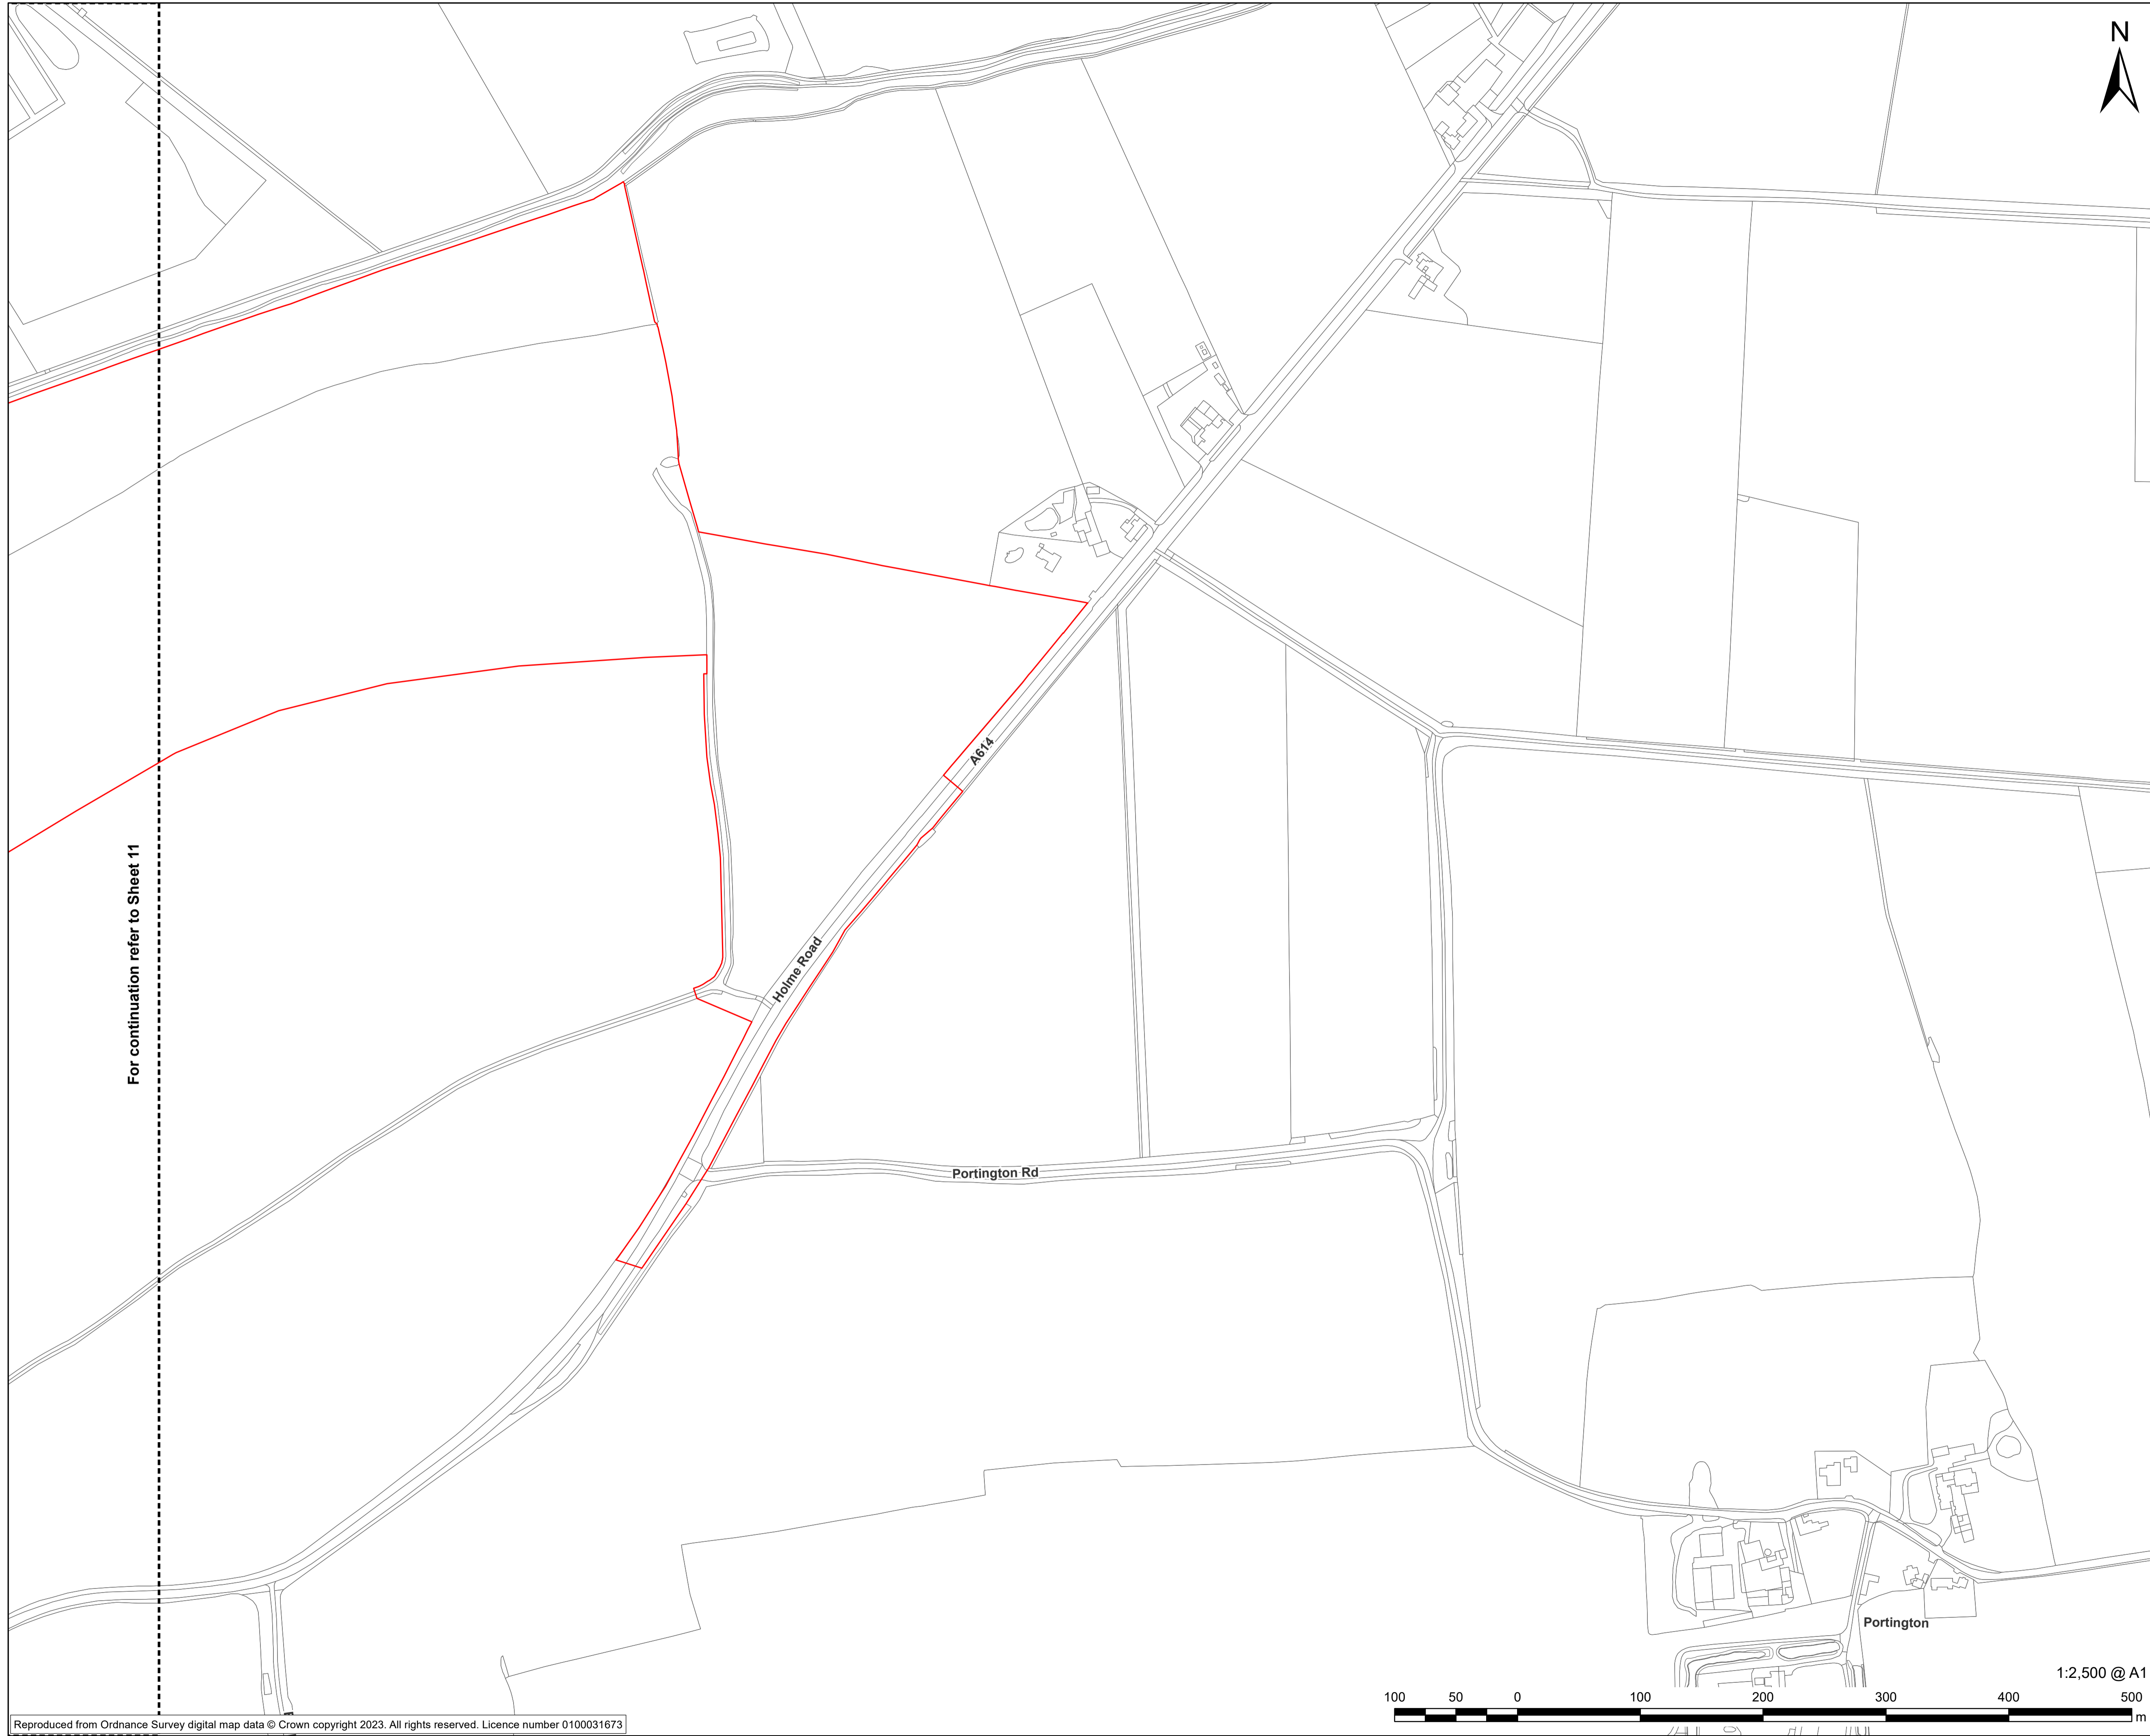 N
A614
For continuation refer to Sheet 11
Holme Road
Portington Rd
Portington
1:2,500 @ A1
100 50 0 100 200 300 400 500
m
Reproduced from Ordnance Survey digital map data © Crown copyright 2023. All rights reserved. Licence number 0100031673